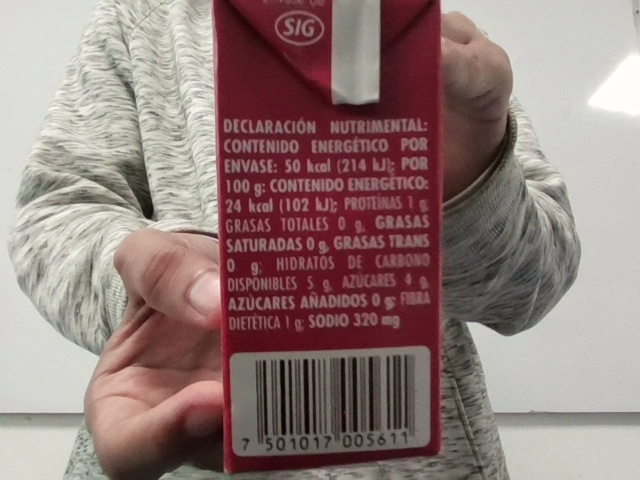 SIG
DECLARACIÓN NUTRIMENTAL:
CONTENIDO ENERGÉTICO POR
ENVASE: 50 kcal (214 kJ); POR
100 g: CONTENIDO ENERGÉTICO:
24 kcal (102 kJ); PROTEÍNAS 1 g;
GRASAS TOTALES 0 g, GRASAS
SATURADAS 0 g, GRASAS TRANS
0 g; HIDRATOS DE CARBONO
DISPONIBLES 5 g, AZÚCARES 4 g,
AZÚCARES AÑADIDOS 0 g; FIBRA
DIETÉTICA 1 g; SODIO 320 mg
7 501017 005611